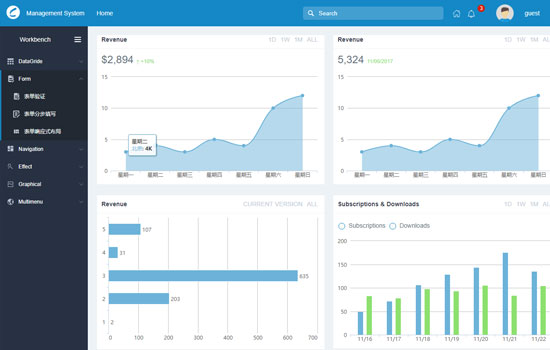 Management System
Home
Search
3
guest
Workbench
DataGride
Form
表单验证
表单分步填写
表单响应式布局
Navigation
Effect
Graphical
Multimenu
Revenue
1D 1W 1M ALL
$2,894
+10%
15
10
5
0
星期二
4K
星期一 星期二 星期三 星期四 星期五 星期六 星期日
Revenue
1D 1W 1M ALL
5,324
11/09/2017
15
10
5
0
星期一 星期二 星期三 星期四 星期五 星期六 星期日
Revenue
CURRENT VERSION ALL
5 107
4 31
3 635
2 203
1 2
0 100 200 300 400 500 600 700
Subscriptions & Downloads
1D 1W 1M ALL
Subscriptions Downloads
200
150
100
50
0
11/16 11/17 11/18 11/19 11/20 11/21 11/22